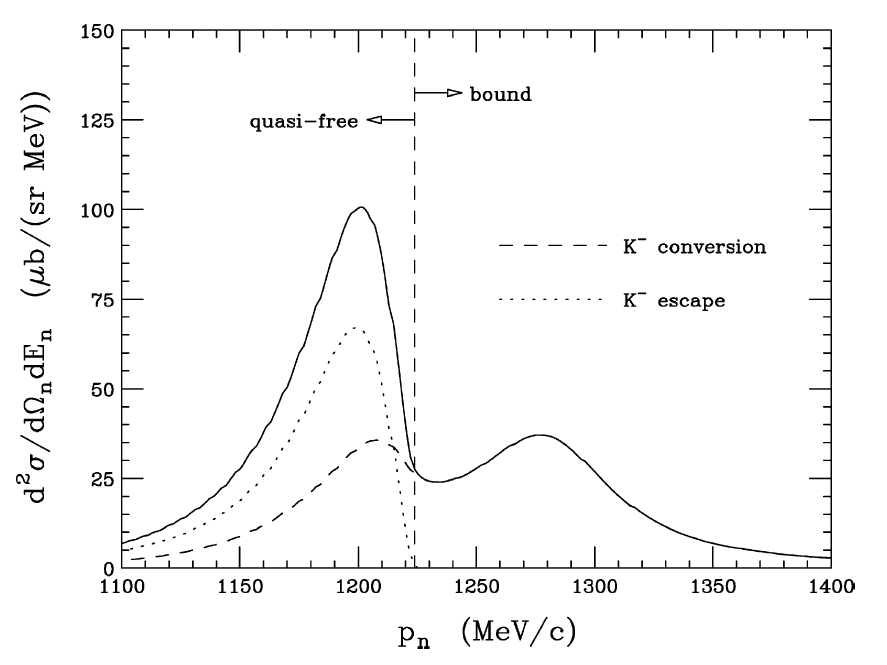 150
125
100
75
50
25
0
d²σ/dΩₙdEₙ (μb/(sr MeV))
bound
quasi-free
K⁻ conversion
K⁻ escape
1100 1150 1200 1250 1300 1350 1400
pₙ (MeV/c)